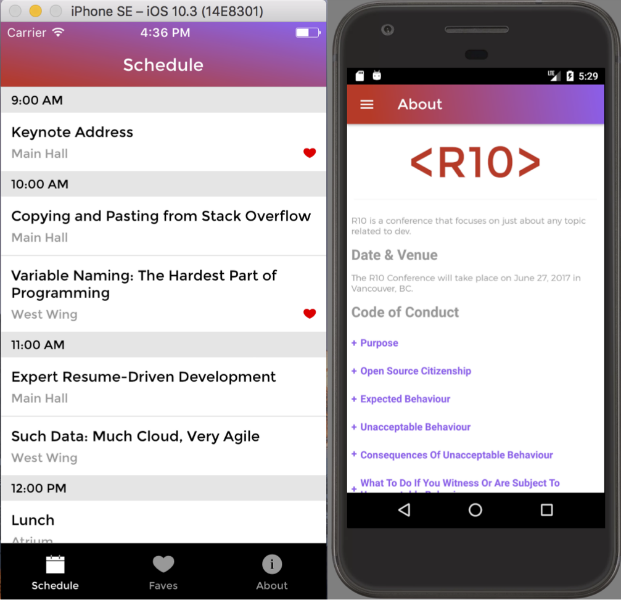 iPhone SE – iOS 10.3 (14E8301)
Carrier 4:36 PM
Schedule
9:00 AM
Keynote Address
Main Hall
10:00 AM
Copying and Pasting from Stack Overflow
Main Hall
Variable Naming: The Hardest Part of
Programming
West Wing
11:00 AM
Expert Resume-Driven Development
Main Hall
Such Data: Much Cloud, Very Agile
West Wing
12:00 PM
Lunch
Atrium
Schedule
Faves
About
LTE 5:29
About
<R10>
R10 is a conference that focuses on just about any topic
related to dev.
Date & Venue
The R10 Conference will take place on June 27, 2017 in
Vancouver, BC.
Code of Conduct
+ Purpose
+ Open Source Citizenship
+ Expected Behaviour
+ Unacceptable Behaviour
+ Consequences Of Unacceptable Behaviour
+ What To Do If You Witness Or Are Subject To
Unacceptable Behaviour